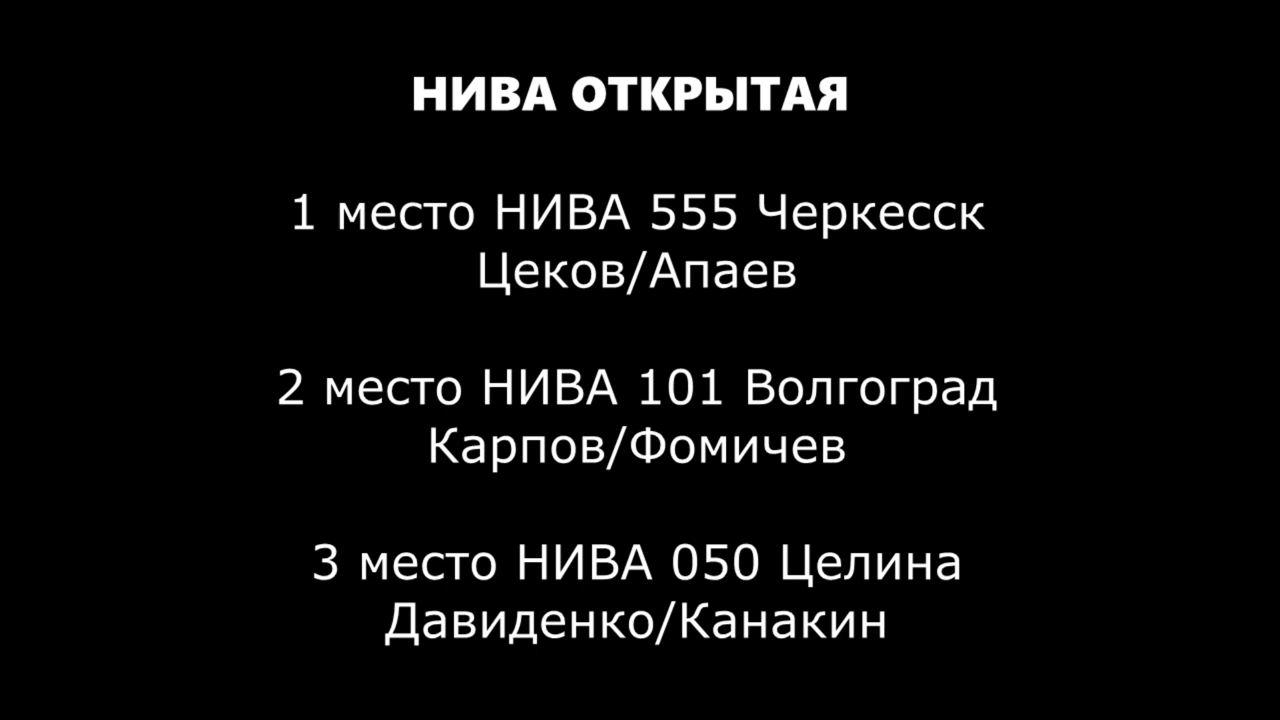 НИВА ОТКРЫТАЯ
1 место НИВА 555 Черкесск
Цеков/Апаев
2 место НИВА 101 Волгоград
Карпов/Фомичев
3 место НИВА 050 Целина
Давиденко/Канакин